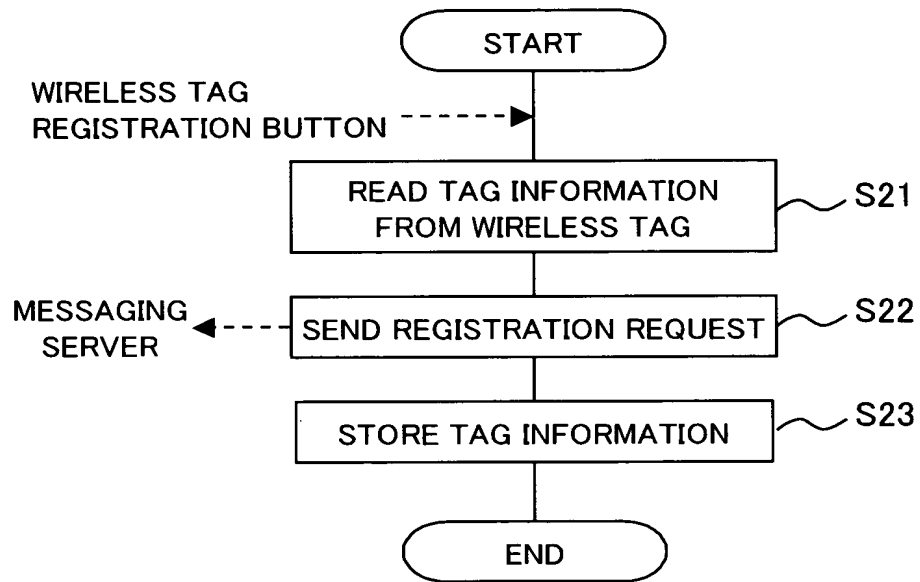 START
WIRELESS TAG
REGISTRATION BUTTON
READ TAG INFORMATION
FROM WIRELESS TAG
S21
MESSAGING
SERVER
SEND REGISTRATION REQUEST
S22
STORE TAG INFORMATION
S23
END